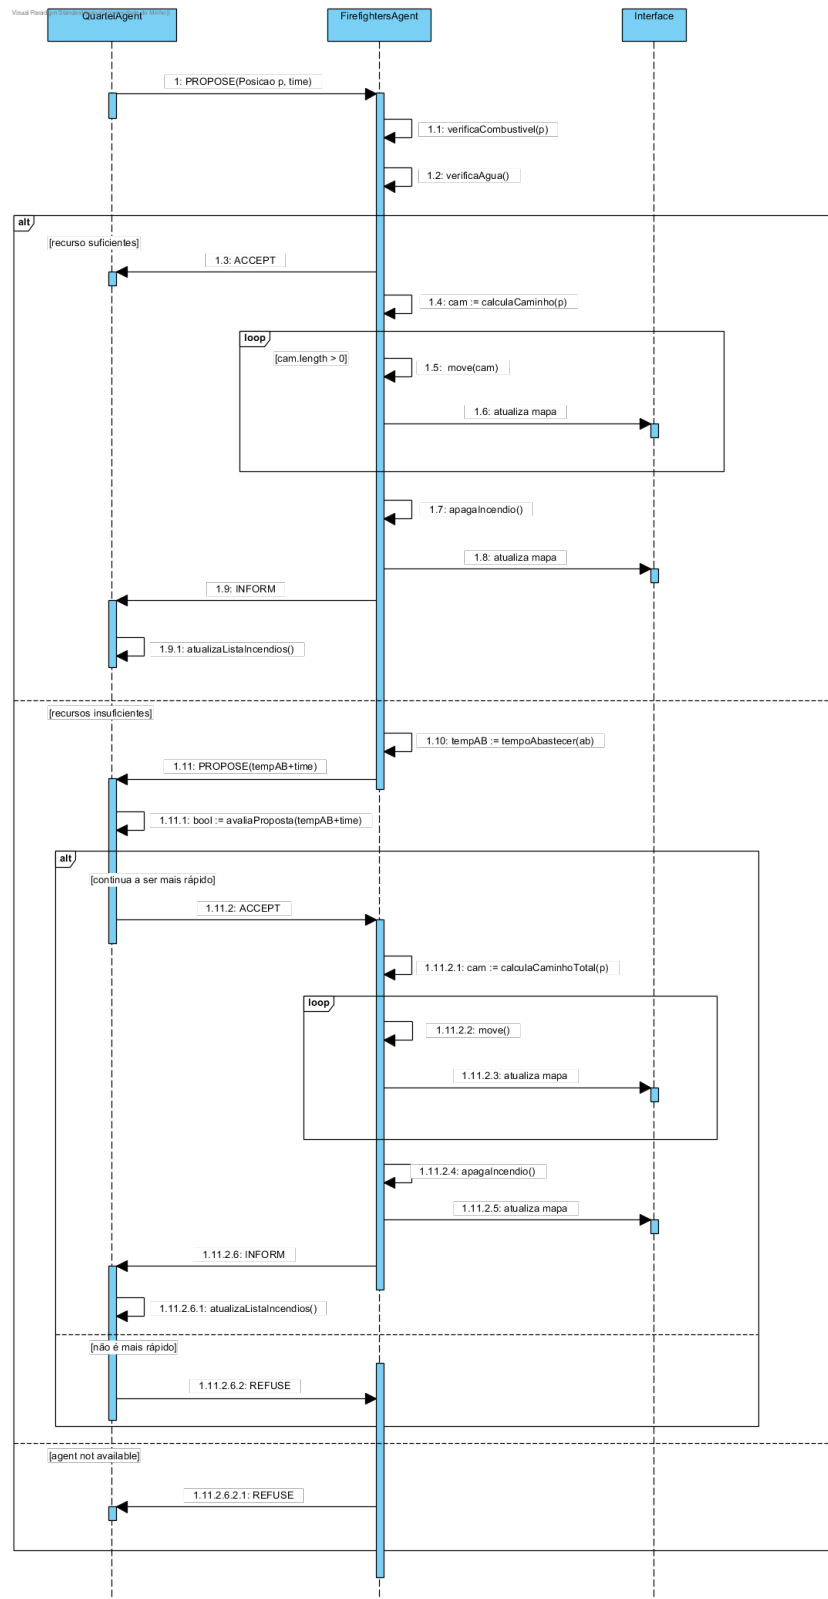 Visual Paradigm Standard
QuartelAgent
FirefightersAgent
Interface
1: PROPOSE(Posicao p, time)
1.1: verificaCombustivel(p)
1.2: verificaAgua()
alt
[recurso suficientes]
1.3: ACCEPT
1.4: cam := calculaCaminho(p)
loop
[cam.length > 0]
1.5: move(cam)
1.6: atualiza mapa
1.7: apagaIncendio()
1.8: atualiza mapa
1.9: INFORM
1.9.1: atualizaListaIncendios()
[recursos insuficientes]
1.10: tempAB := tempoAbastecer(ab)
1.11: PROPOSE(tempAB+time)
1.11.1: bool := avaliaProposta(tempAB+time)
alt
[continua a ser mais rápido]
1.11.2: ACCEPT
1.11.2.1: cam := calculaCaminhoTotal(p)
loop
1.11.2.2: move()
1.11.2.3: atualiza mapa
1.11.2.4: apagaIncendio()
1.11.2.5: atualiza mapa
1.11.2.6: INFORM
1.11.2.6.1: atualizaListaIncendios()
[não é mais rápido]
1.11.2.6.2: REFUSE
[agent not available]
1.11.2.6.2.1: REFUSE